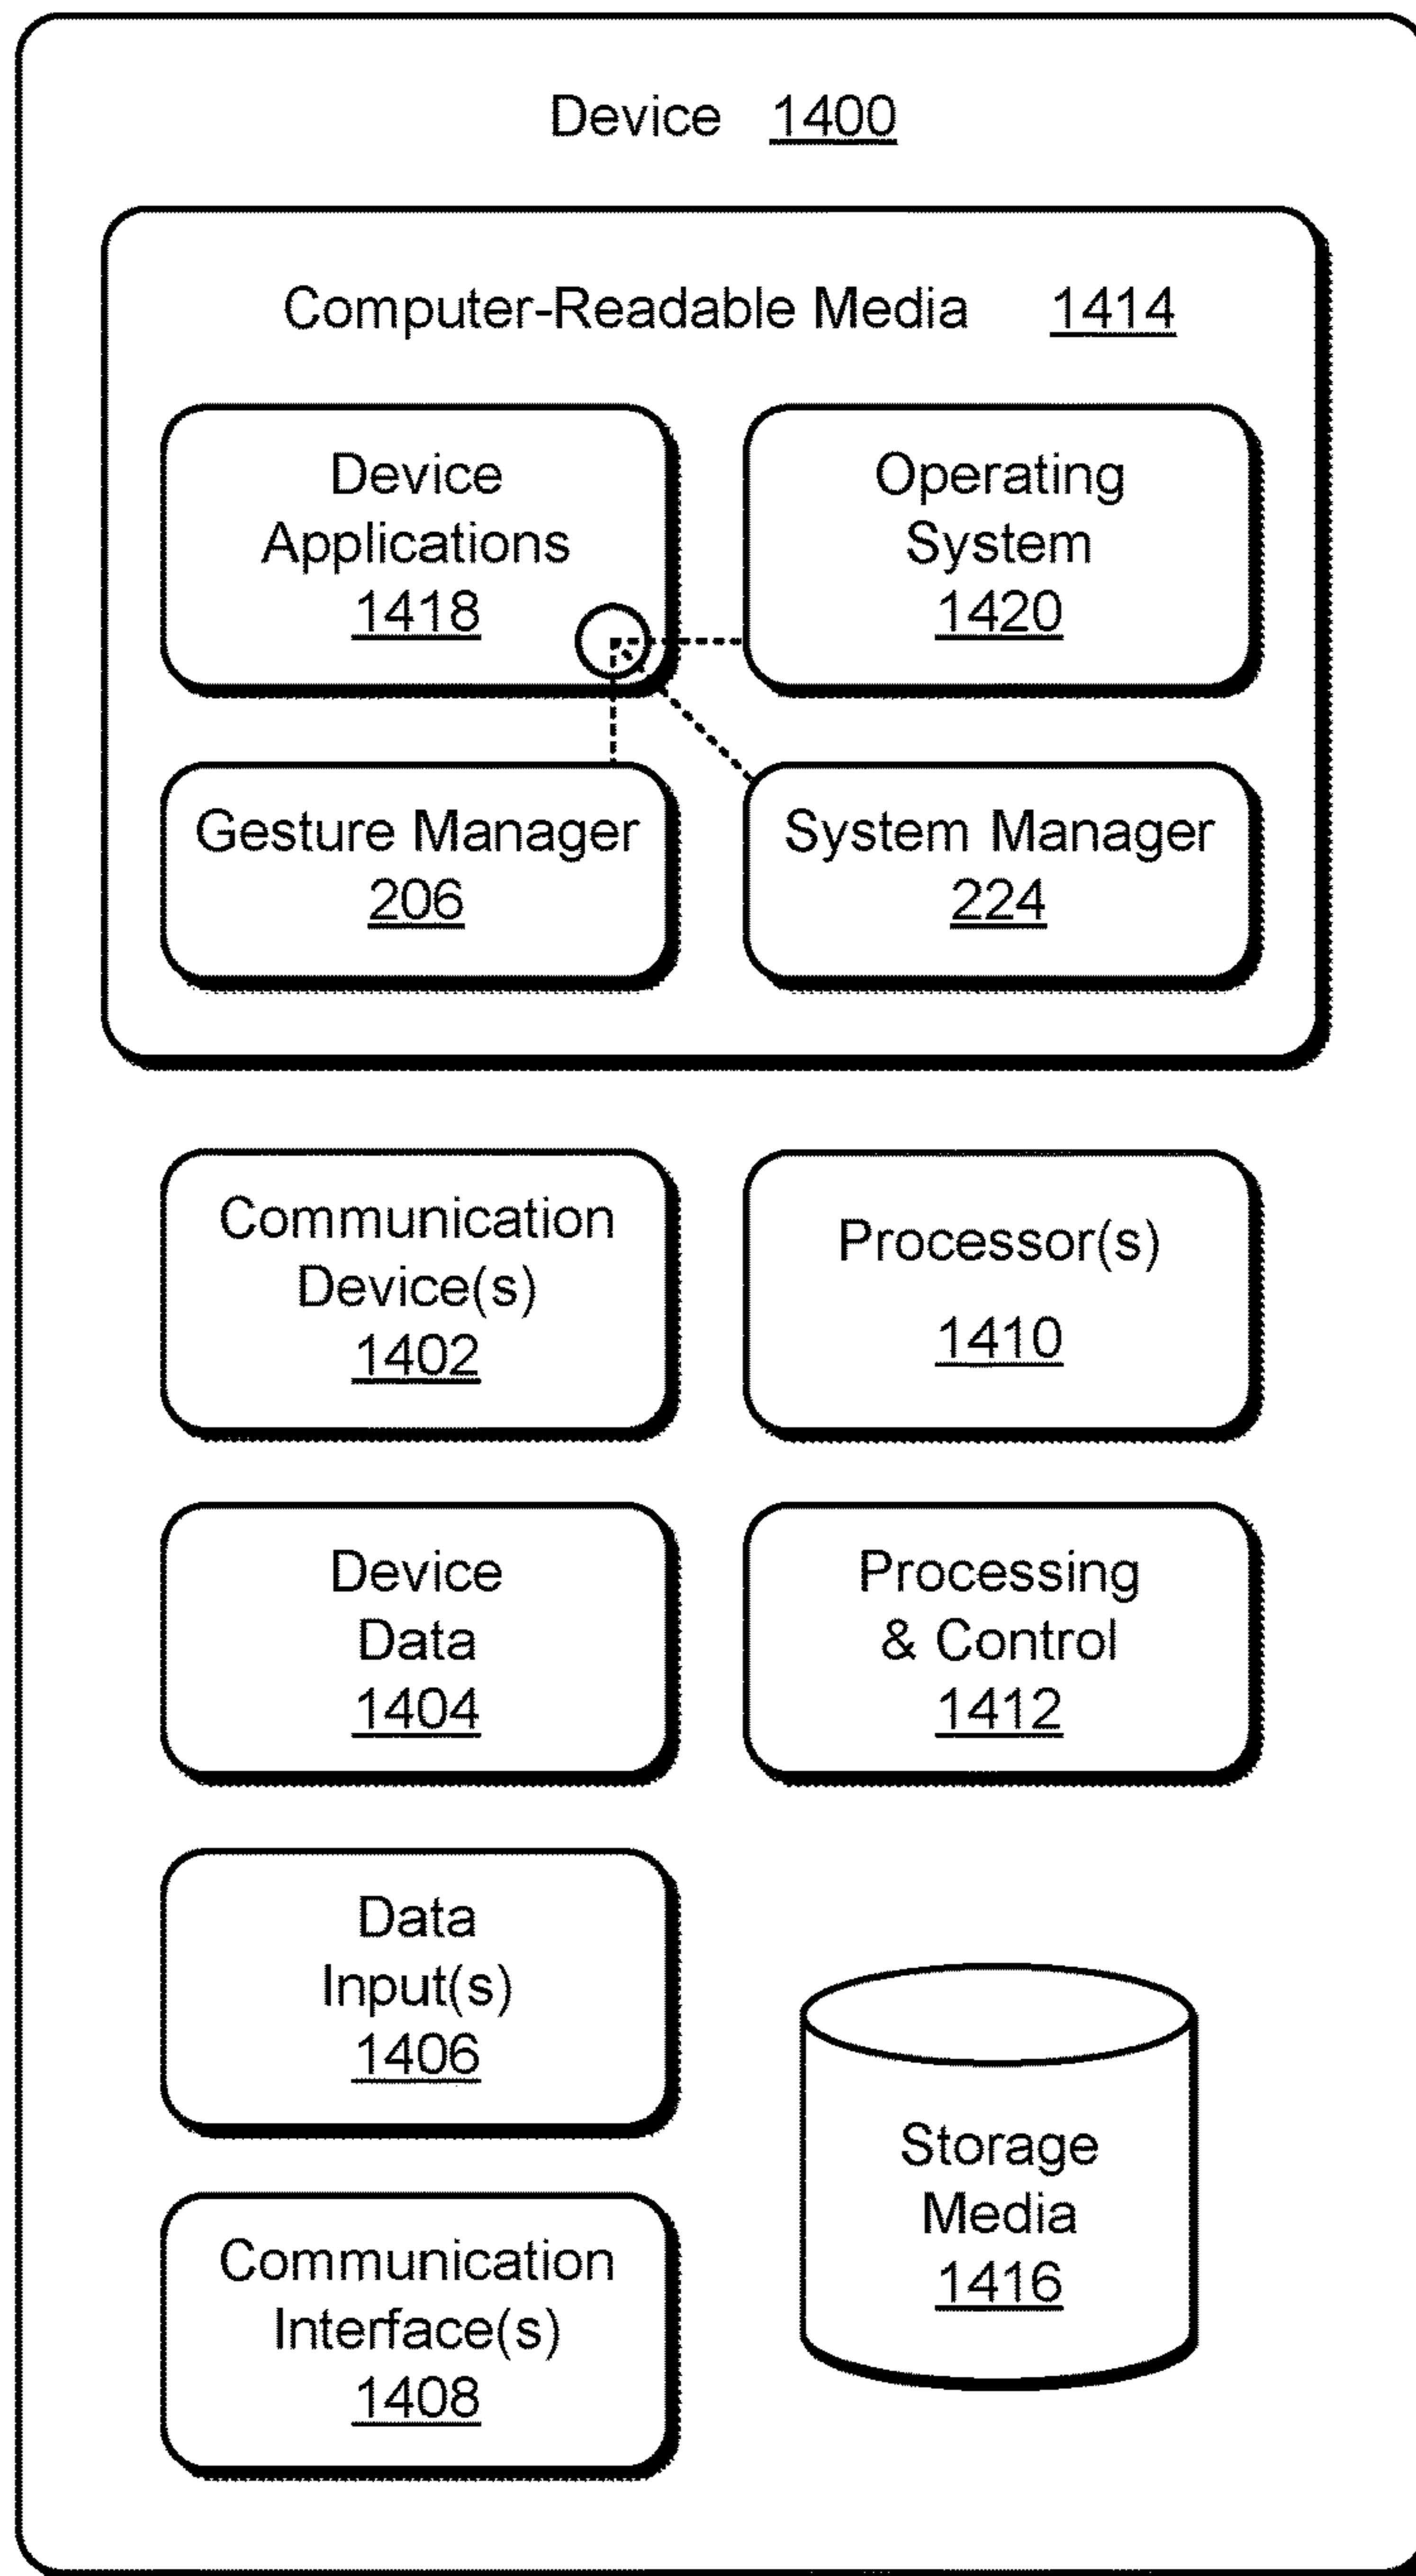 Device 1400
Computer-Readable Media 1414
Device
Applications
1418
Operating
System
1420
Gesture Manager
206
System Manager
224
Communication
Device(s)
1402
Processor(s)
1410
Device
Data
1404
Processing
& Control
1412
Data
Input(s)
1406
Storage
Media
1416
Communication
Interface(s)
1408